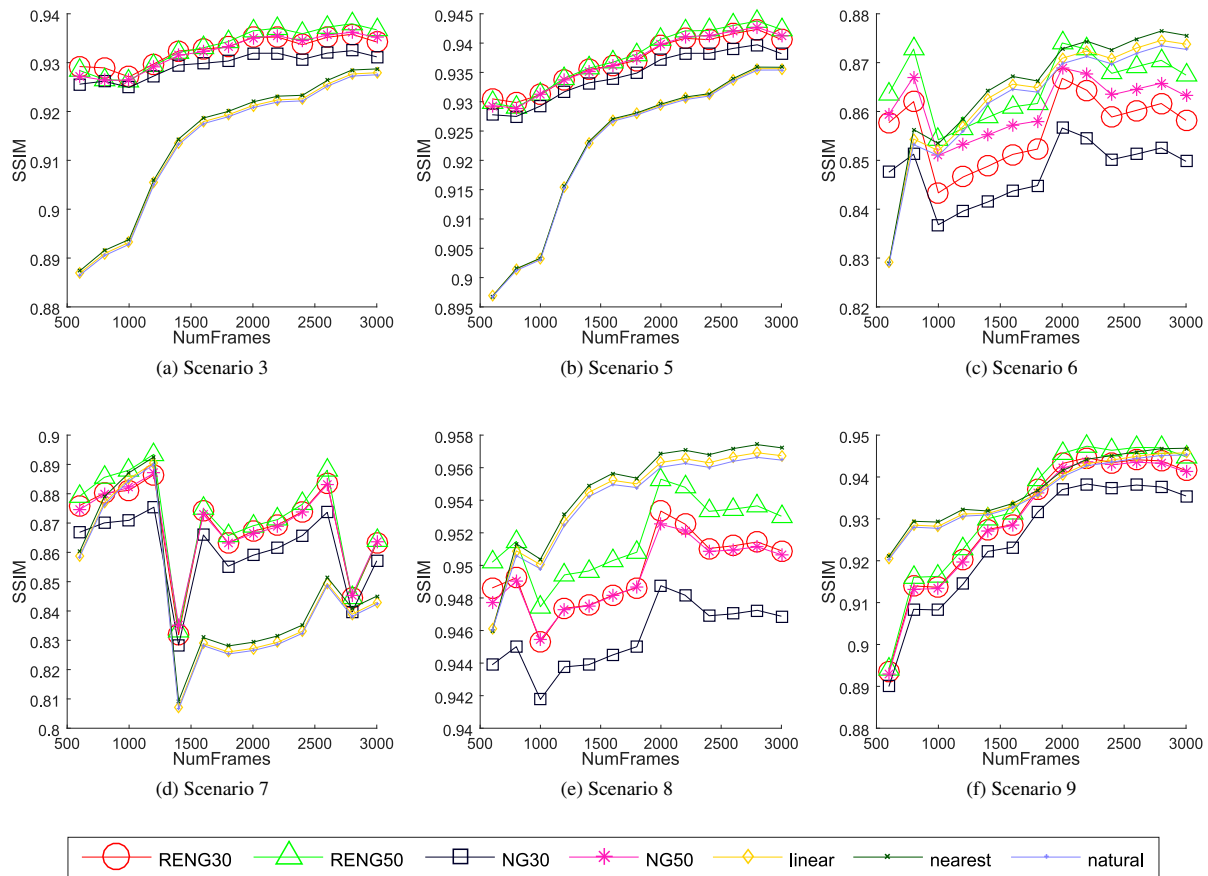 SSIM
0.94
0.93
0.92
0.91
0.9
0.89
0.88
500 1000 1500 2000 2500 3000
NumFrames
(a) Scenario 3
SSIM
0.945
0.94
0.935
0.93
0.925
0.92
0.915
0.91
0.905
0.9
0.895
500 1000 1500 2000 2500 3000
NumFrames
(b) Scenario 5
SSIM
0.88
0.87
0.86
0.85
0.84
0.83
0.82
500 1000 1500 2000 2500 3000
NumFrames
(c) Scenario 6
SSIM
0.9
0.89
0.88
0.87
0.86
0.85
0.84
0.83
0.82
0.81
0.8
500 1000 1500 2000 2500 3000
NumFrames
(d) Scenario 7
SSIM
0.958
0.956
0.954
0.952
0.95
0.948
0.946
0.944
0.942
0.94
500 1000 1500 2000 2500 3000
NumFrames
(e) Scenario 8
SSIM
0.95
0.94
0.93
0.92
0.91
0.9
0.89
0.88
500 1000 1500 2000 2500 3000
NumFrames
(f) Scenario 9
RENG30 RENG50 NG30 NG50 linear nearest natural